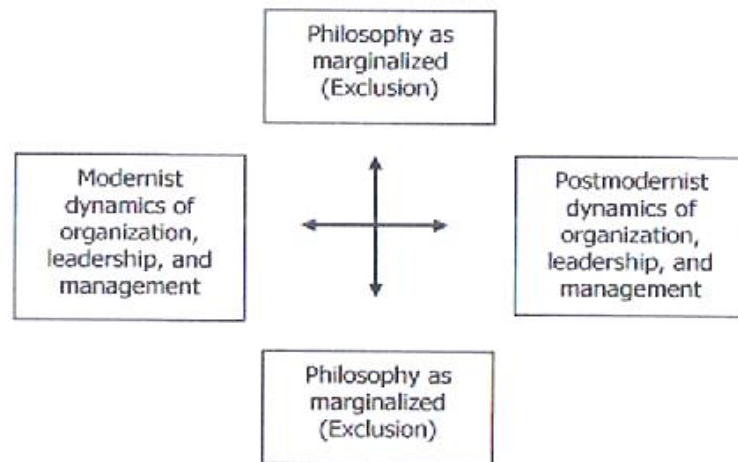 Philosophy as
marginalized
(Exclusion)
Modernist
dynamics of
organization,
leadership, and
management
Postmodernist
dynamics of
organization,
leadership, and
management
Philosophy as
marginalized
(Exclusion)